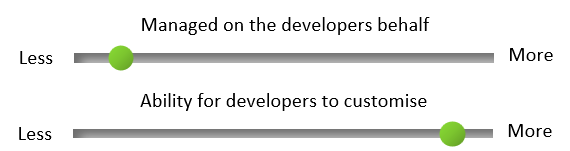 Managed on the developers behalf
Less More
Ability for developers to customise
Less More